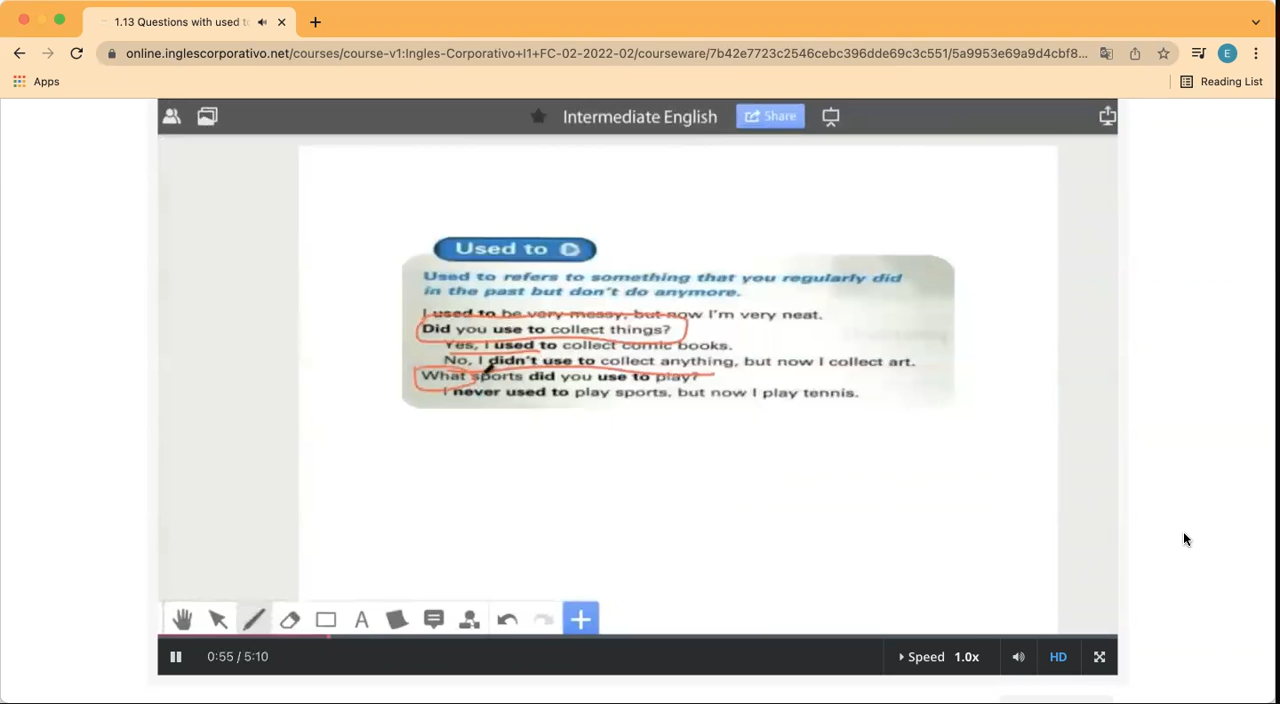 1.13 Questions with used to
online.inglescorporativo.net/courses/course-v1:Ingles-Corporativo+I1+FC-02-2022-02/courseware/7b42e7723c2546cebc396dde69c3c551/5a9953e69a9d4cbf8...
E
Apps
Reading List
Intermediate English
Share
Used to
Used to refers to something that you regularly did
in the past but don't do anymore.
I used to be very messy, but now I'm very neat.
Did you use to collect things?
Yes, I used to collect comic books.
No, I didn't use to collect anything, but now I collect art.
What sports did you use to play?
I never used to play sports, but now I play tennis.
A
0:55 / 5:10
Speed 1.0x
HD